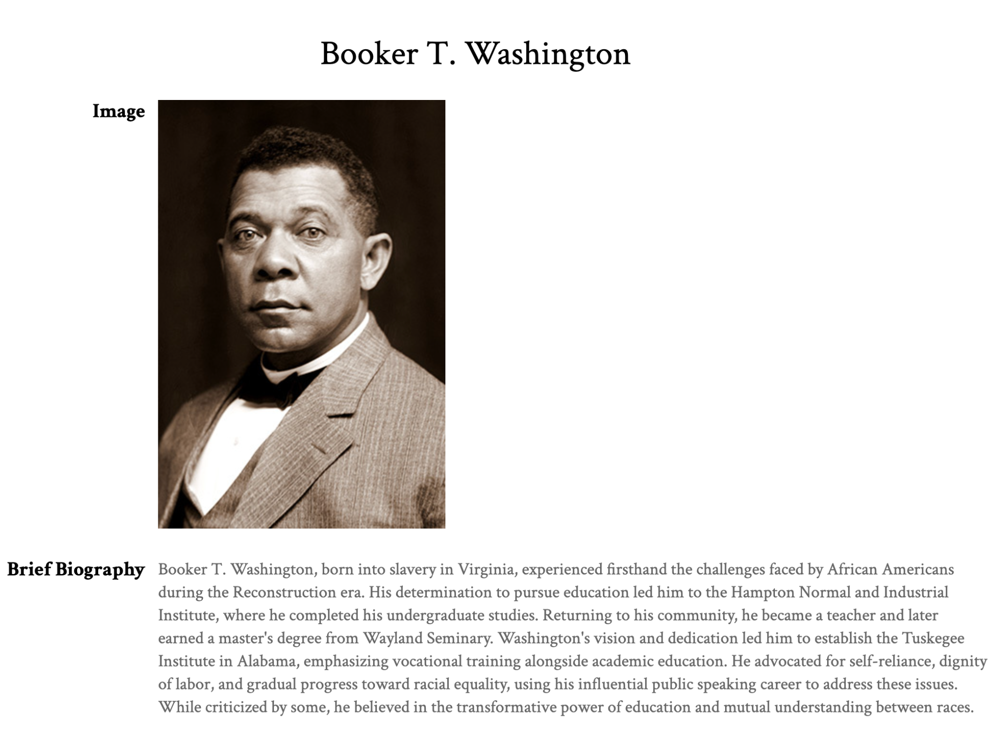 Booker T. Washington
Image
Brief Biography
Booker T. Washington, born into slavery in Virginia, experienced firsthand the challenges faced by African Americans
during the Reconstruction era. His determination to pursue education led him to the Hampton Normal and Industrial
Institute, where he completed his undergraduate studies. Returning to his community, he became a teacher and later
earned a master's degree from Wayland Seminary. Washington's vision and dedication led him to establish the Tuskegee
Institute in Alabama, emphasizing vocational training alongside academic education. He advocated for self-reliance, dignity
of labor, and gradual progress toward racial equality, using his influential public speaking career to address these issues.
While criticized by some, he believed in the transformative power of education and mutual understanding between races.